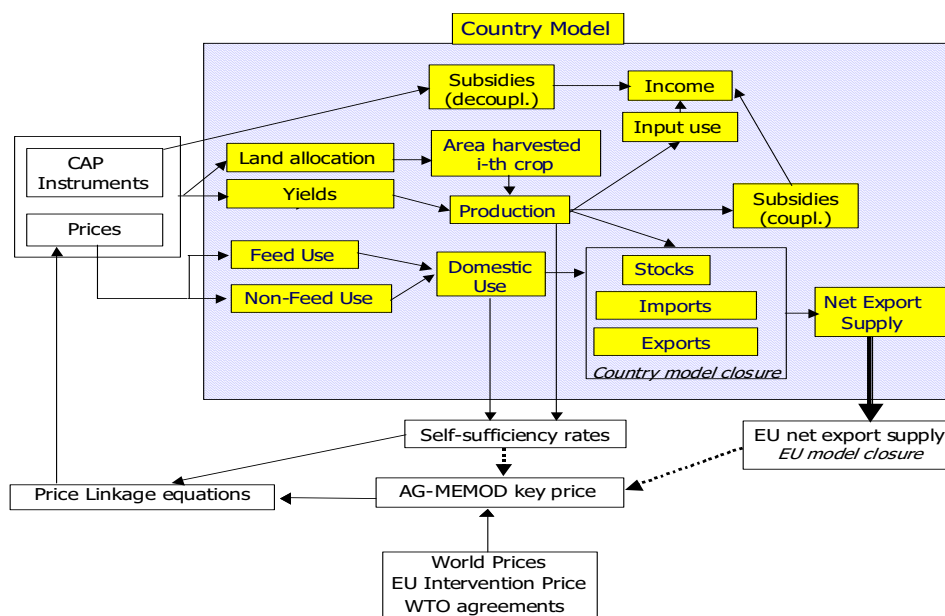 Country Model
Subsidies
(decoupl.)
Income
Input use
CAP
Instruments
Land allocation
Area harvested
i-th crop
Yields
Production
Subsidies
(coupl.)
Prices
Feed Use
Domestic
Use
Non-Feed Use
Stocks
Imports
Exports
Country model closure
Net Export
Supply
Self-sufficiency rates
EU net export supply
EU model closure
Price Linkage equations
AG-MEMOD key price
World Prices
EU Intervention Price
WTO agreements